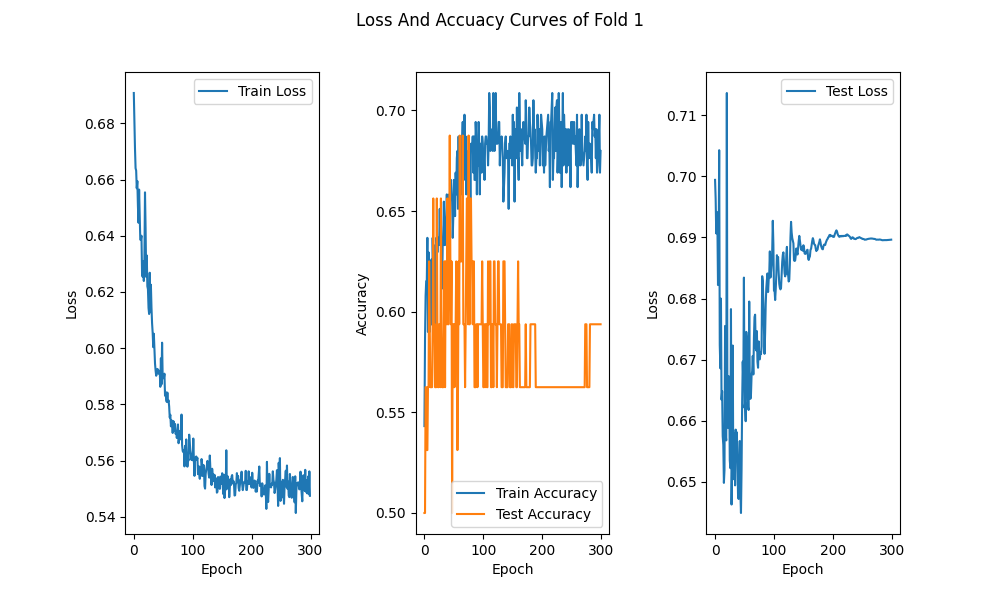 Loss And Accuacy Curves of Fold 1
Train Loss
0.68
0.66
0.64
0.62
0.60
0.58
0.56
0.54
Loss
0
100
200
300
Epoch
0.70
0.65
0.60
0.55
0.50
Accuracy
Train Accuracy
Test Accuracy
0
100
200
300
Epoch
Test Loss
0.71
0.70
0.69
0.68
0.67
0.66
0.65
Loss
0
100
200
300
Epoch